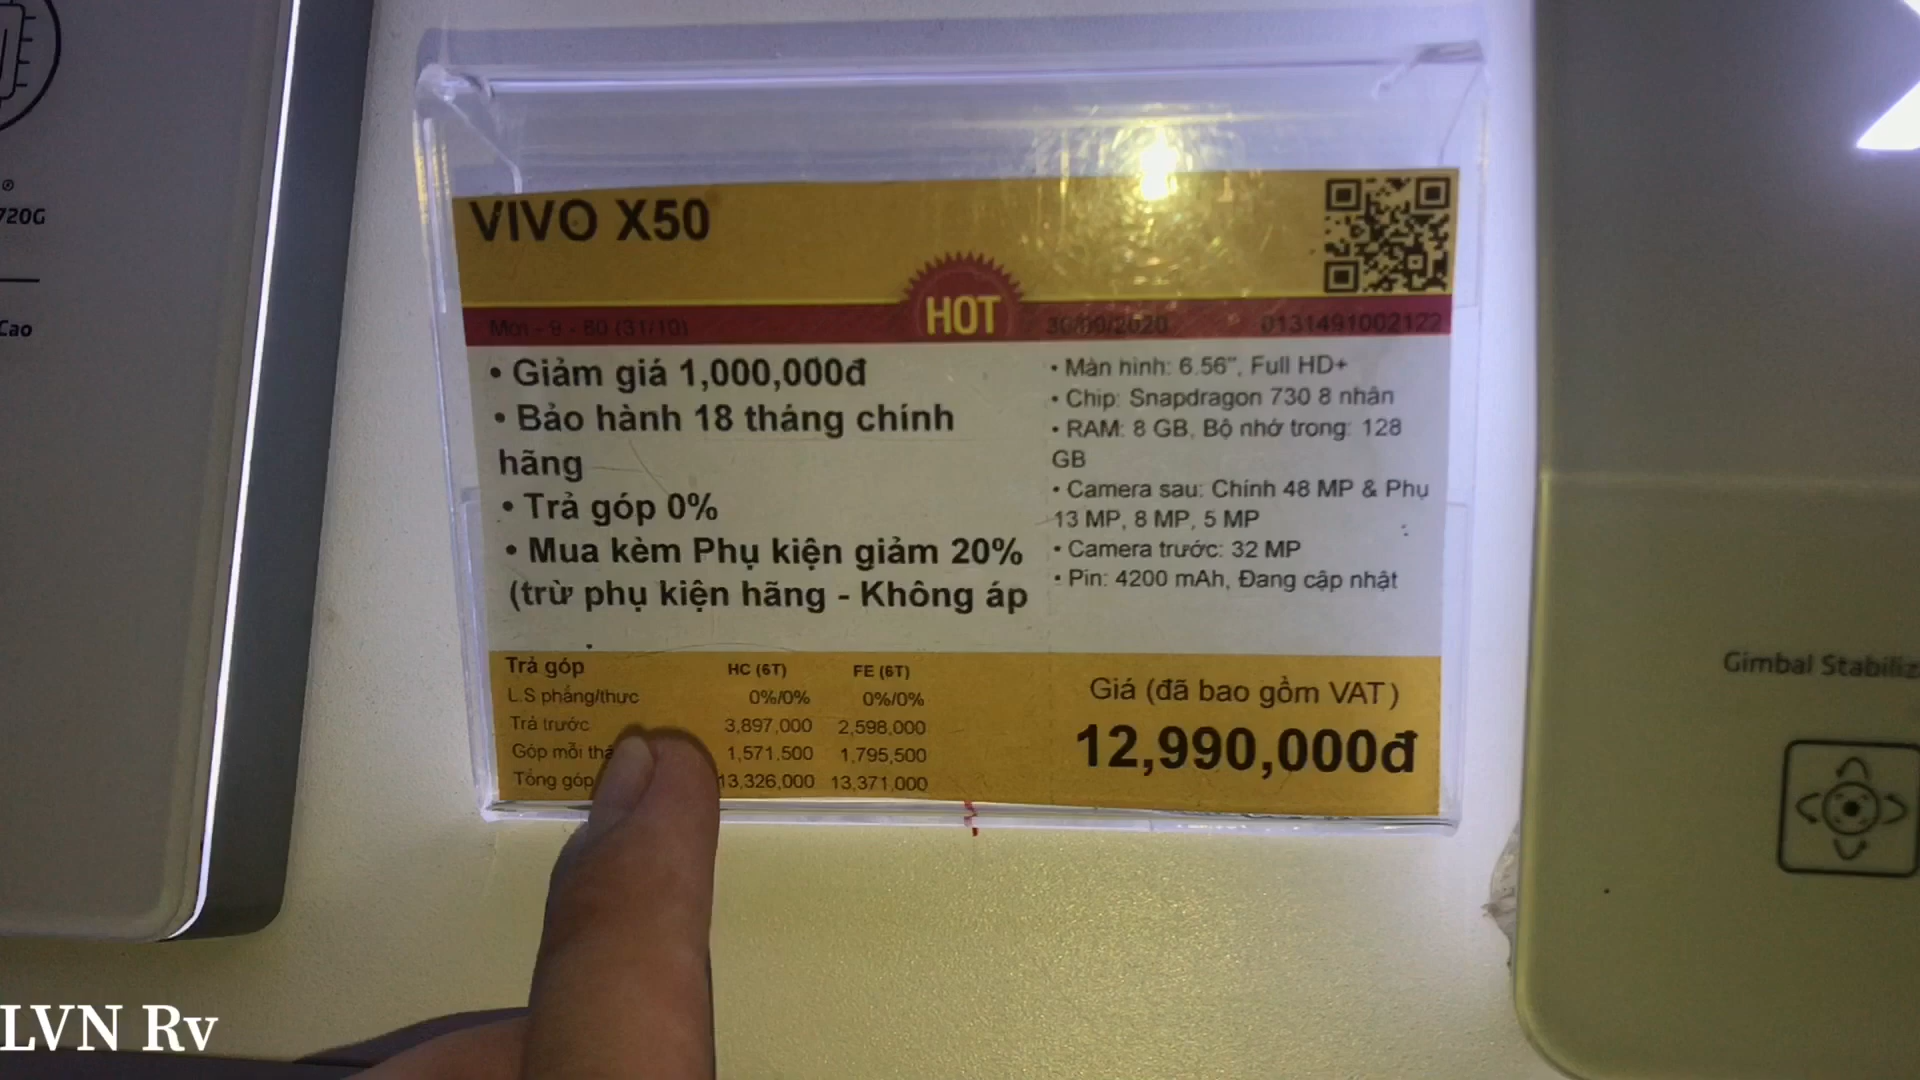 720G
Cao
VIVO X50
HOT
Mới - 9 - 80 (31/10)
30/09/2020
0131491002122
• Giảm giá 1,000,000đ
• Bảo hành 18 tháng chính
hãng
• Trả góp 0%
• Mua kèm Phụ kiện giảm 20%
(trừ phụ kiện hãng - Không áp
• Màn hình: 6.56", Full HD+
• Chip: Snapdragon 730 8 nhân
• RAM: 8 GB, Bộ nhớ trong: 128
GB
• Camera sau: Chính 48 MP & Phụ
13 MP, 8 MP, 5 MP
• Camera trước: 32 MP
• Pin: 4200 mAh, Đang cập nhật
Trả góp HC (6T) FE (6T)
L.S phẳng/thực 0%/0% 0%/0%
Trả trước 3,897,000 2,598,000
Góp mỗi 1,571,500 1,795,500
Tổng góp 13,326,000 13,371,000
Giá (đã bao gồm VAT)
12,990,000đ
Gimbal
LVN Rv